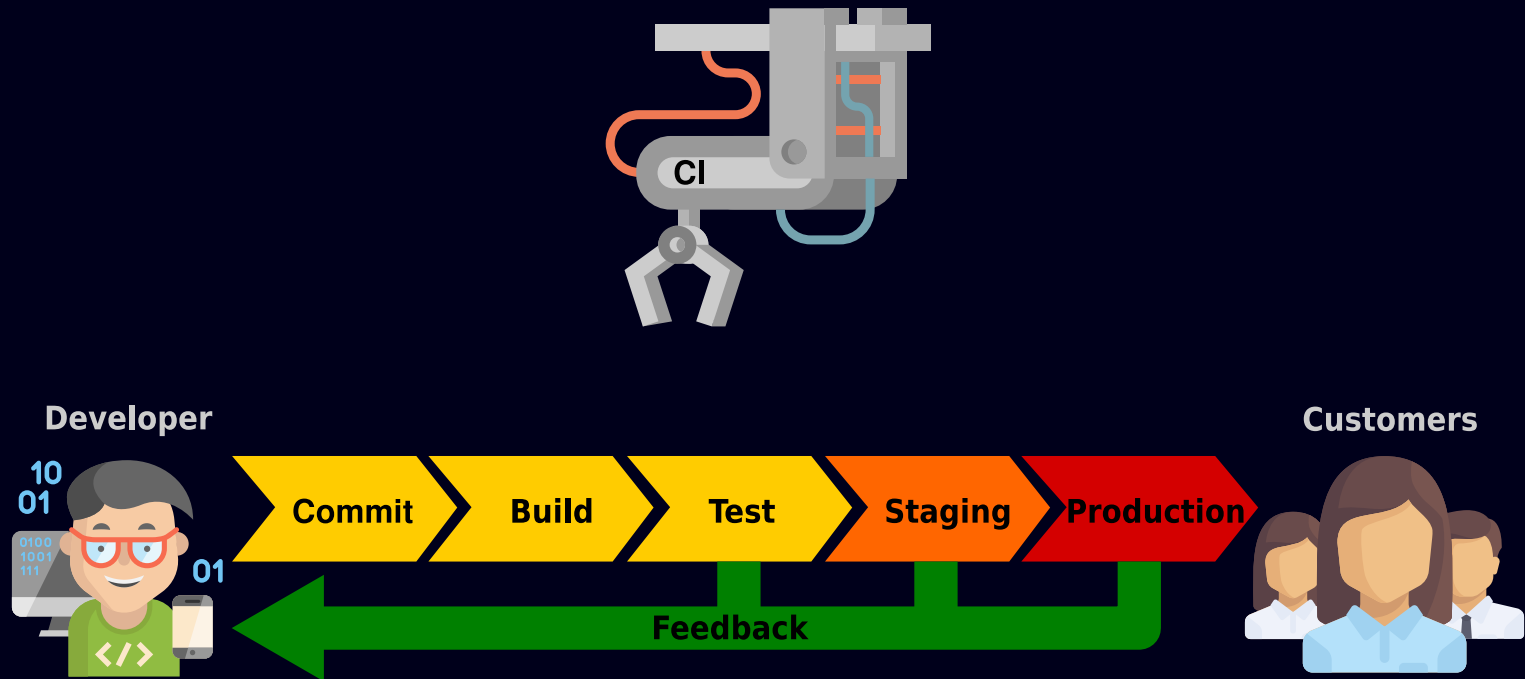 CI
Developer
Customers
10
01
0100
1001
111
01
</>
Commit
Build
Test
Staging
Production
Feedback